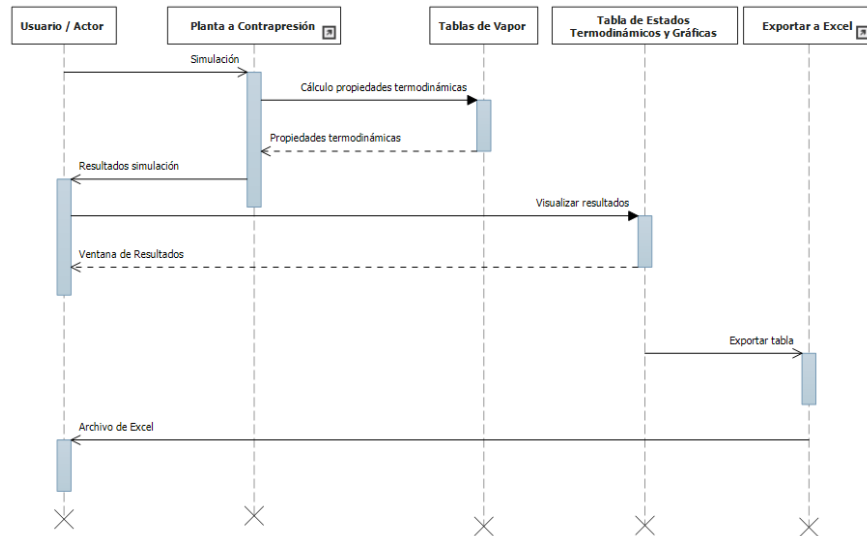 Usuario / Actor
Planta a Contrapresión
Tablas de Vapor
Tabla de Estados
Termodinámicos y Gráficas
Exportar a Excel
Simulación
Cálculo propiedades termodinámicas
Propiedades termodinámicas
Resultados simulación
Visualizar resultados
Ventana de Resultados
Exportar tabla
Archivo de Excel